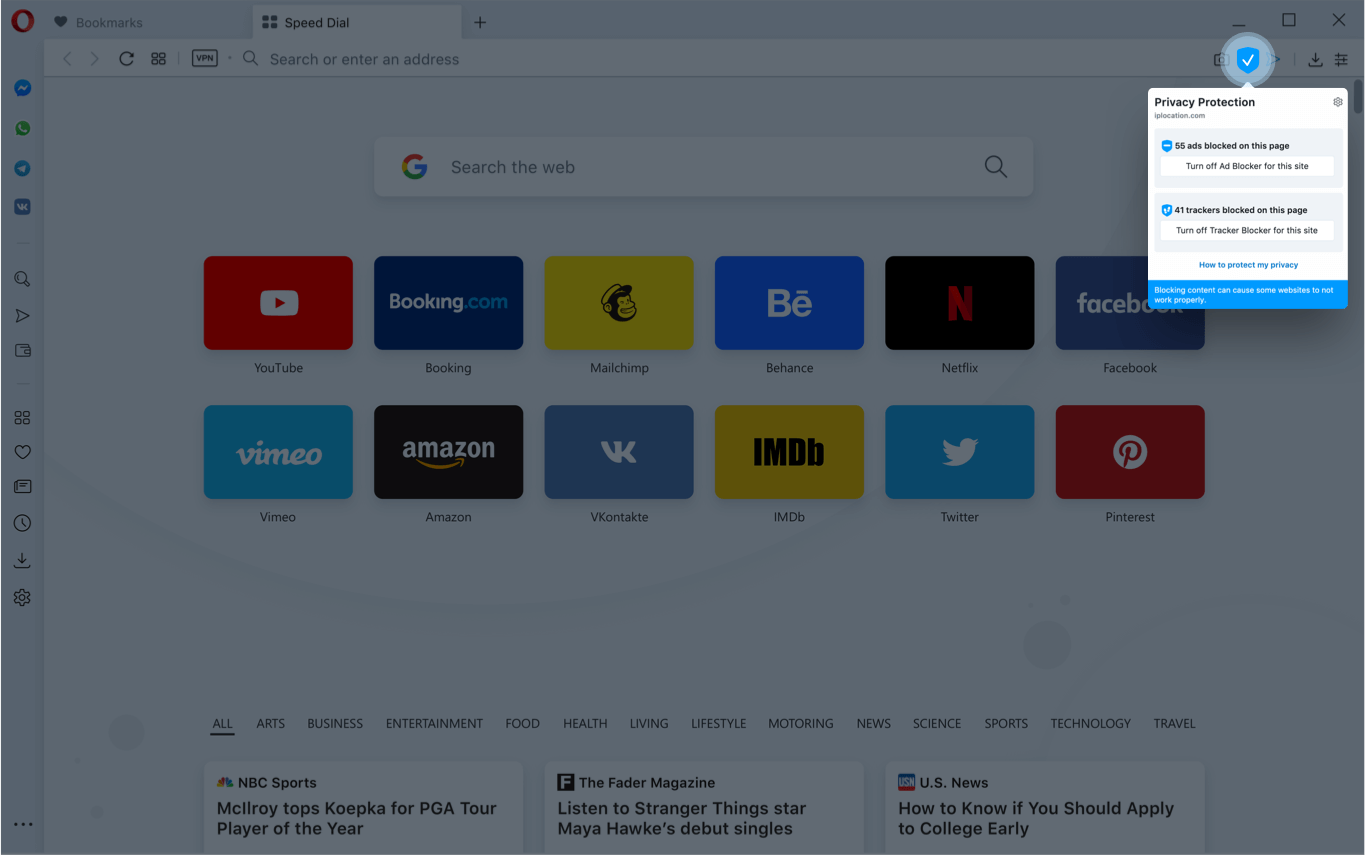 Bookmarks
Speed Dial
VPN
Search or enter an address
Privacy Protection
iplocation.com
55 ads blocked on this page
Turn off Ad Blocker for this site
41 trackers blocked on this page
Turn off Tracker Blocker for this site
How to protect my privacy
Blocking content can cause some websites to not
work properly.
Search the web
Booking.com
Bē
N
facebook
YouTube
Booking
Mailchimp
Behance
Netflix
Facebook
vimeo
amazon
IMDb
Vimeo
Amazon
VKontakte
IMDb
Twitter
Pinterest
ALL ARTS BUSINESS ENTERTAINMENT FOOD HEALTH LIVING LIFESTYLE MOTORING NEWS SCIENCE SPORTS TECHNOLOGY TRAVEL
NBC Sports
McIlroy tops Koepka for PGA Tour
Player of the Year
F The Fader Magazine
Listen to Stranger Things star
Maya Hawke's debut singles
USN U.S. News
How to Know if You Should Apply
to College Early